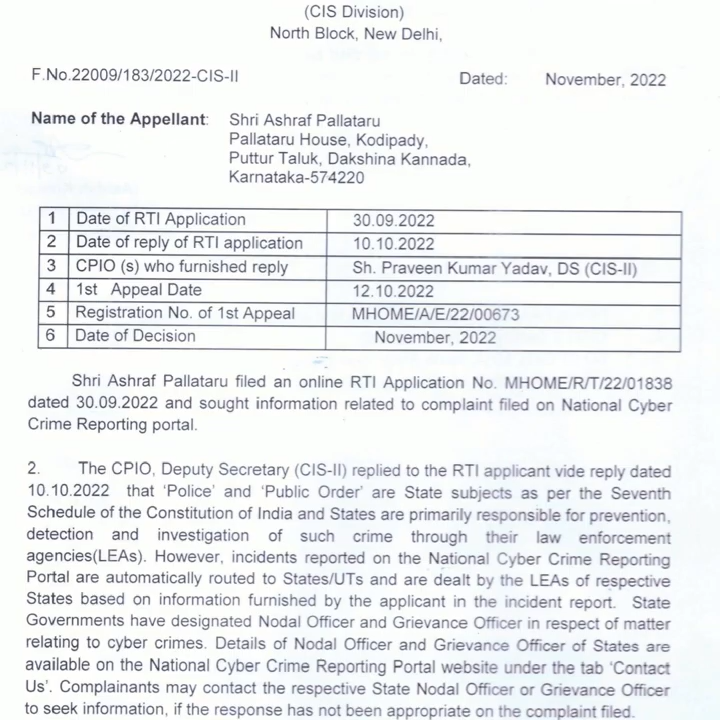 (CIS Division)
North Block, New Delhi,
F.No.22009/183/2022-CIS-II Dated: November, 2022
Name of the Appellant: Shri Ashraf Pallataru
Pallataru House, Kodipady,
Puttur Taluk, Dakshina Kannada,
Karnataka-574220
1 Date of RTI Application 30.09.2022
2 Date of reply of RTI application 10.10.2022
3 CPIO (s) who furnished reply Sh. Praveen Kumar Yadav, DS (CIS-II)
4 1st Appeal Date 12.10.2022
5 Registration No. of 1st Appeal MHOME/A/E/22/00673
6 Date of Decision November, 2022
Shri Ashraf Pallataru filed an online RTI Application No. MHOME/R/T/22/01838
dated 30.09.2022 and sought information related to complaint filed on National Cyber
Crime Reporting portal.
2. The CPIO, Deputy Secretary (CIS-II) replied to the RTI applicant vide reply dated
10.10.2022 that 'Police' and 'Public Order' are State subjects as per the Seventh
Schedule of the Constitution of India and States are primarily responsible for prevention,
detection and investigation of such crime through their law enforcement
agencies(LEAs). However, incidents reported on the National Cyber Crime Reporting
Portal are automatically routed to States/UTs and are dealt by the LEAs of respective
States based on information furnished by the applicant in the incident report. State
Governments have designated Nodal Officer and Grievance Officer in respect of matter
relating to cyber crimes. Details of Nodal Officer and Grievance Officer of States are
available on the National Cyber Crime Reporting Portal website under the tab 'Contact
Us'. Complainants may contact the respective State Nodal Officer or Grievance Officer
to seek information, if the response has not been appropriate on the complaint filed.